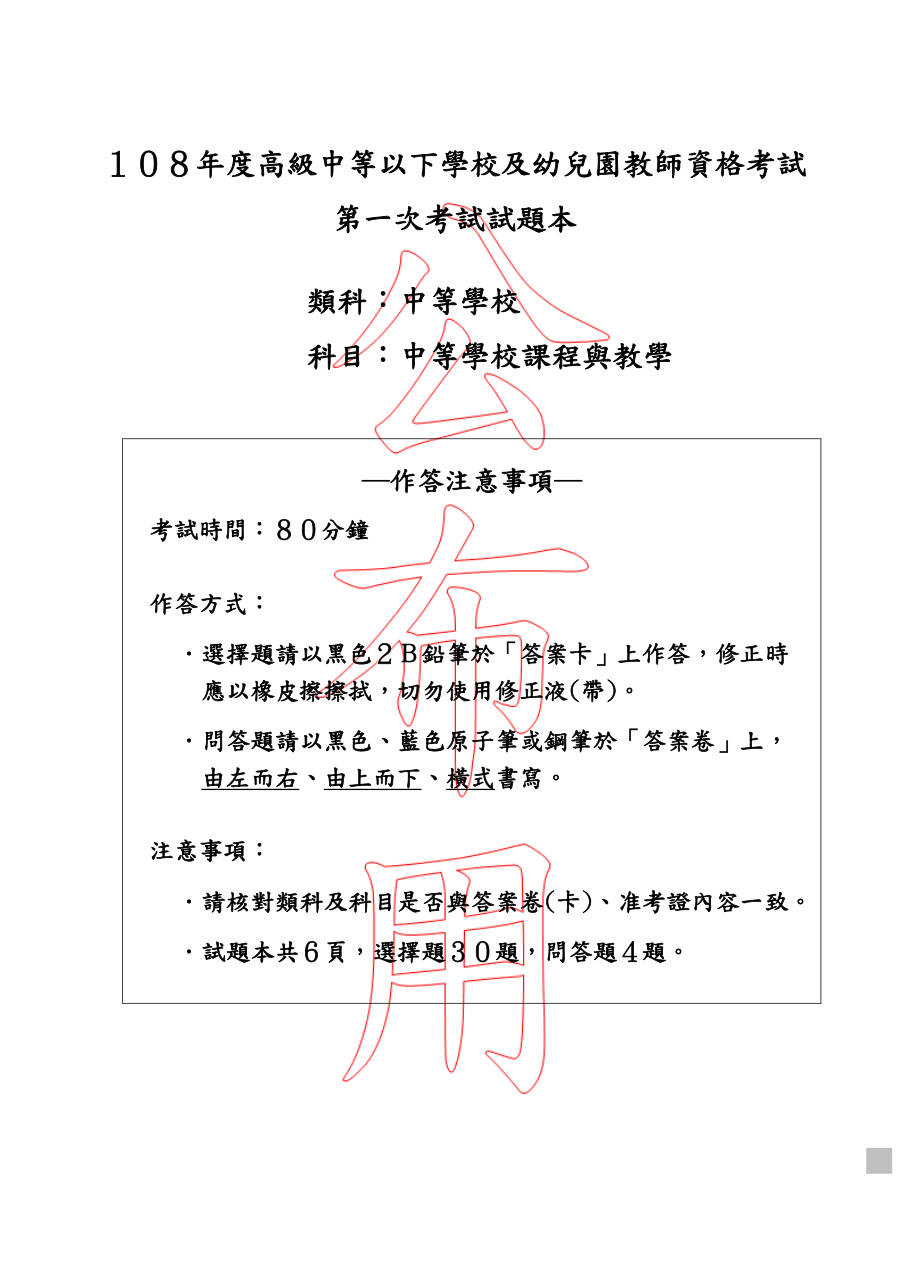 １０８年度高級中等以下學校及幼兒園教師資格考試
第一次考試試題本
類科：中等學校
科目：中等學校課程與教學
—作答注意事項—
考試時間：８０分鐘
作答方式：
．選擇題請以黑色２Ｂ鉛筆於「答案卡」上作答，修正時
應以橡皮擦擦拭，切勿使用修正液(帶)。
．問答題請以黑色、藍色原子筆或鋼筆於「答案卷」上，
由左而右、由上而下、橫式書寫。
注意事項：
．請核對類科及科目是否與答案卷(卡)、准考證內容一致。
．試題本共６頁，選擇題３０題，問答題４題。
公布用